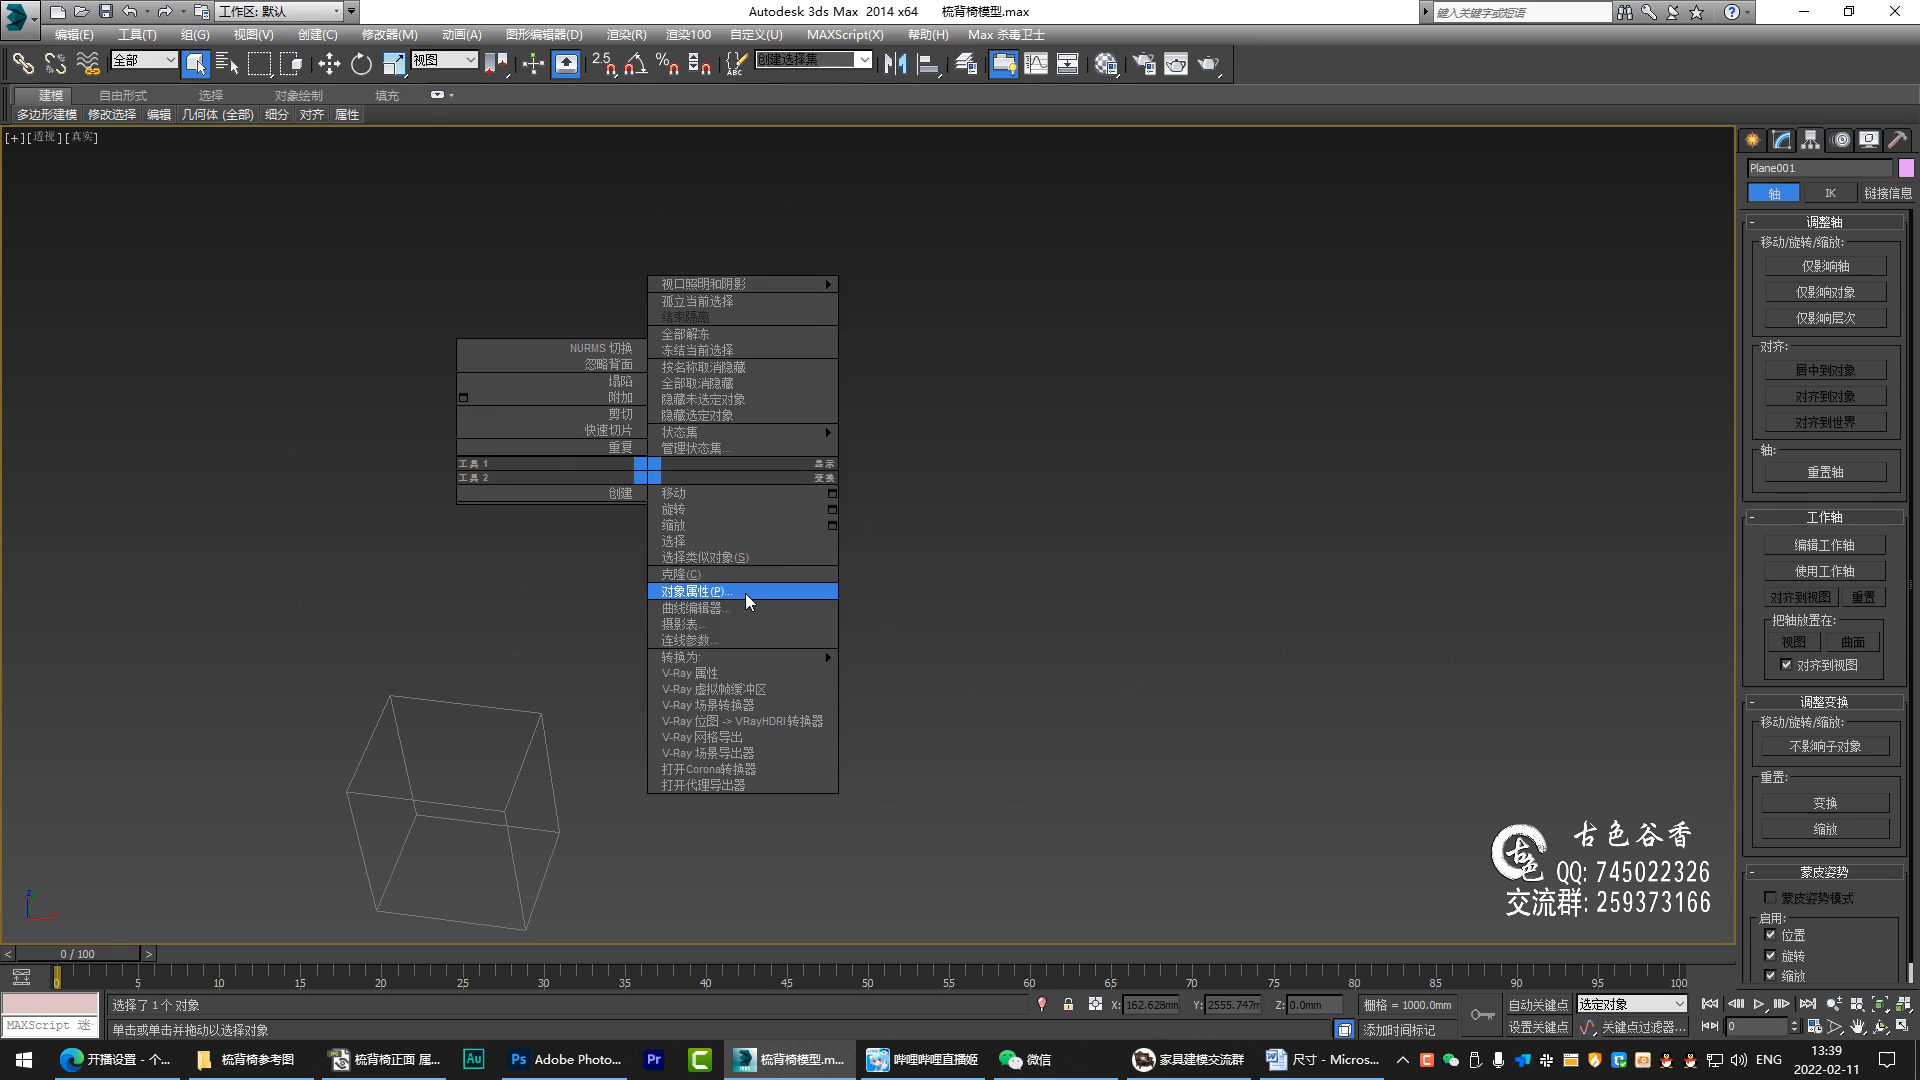 工作区: 默认
Autodesk 3ds Max  2014 x64    梳背椅模型.max
键入关键字或短语
编辑(E) 工具(T) 组(G) 视图(V) 创建(C) 修改器(M) 动画(A) 图形编辑器(D) 渲染(R) 渲染100 自定义(U) MAXScript(X) 帮助(H) Max 杀毒卫士
全部 视图 2.5 创建选择集
建模 自由形式 选择 对象绘制 填充
多边形建模 修改选择 编辑 几何体 (全部) 细分 对齐 属性
[+][透视][真实]
NURMS 切换
忽略背面
塌陷
附加
剪切
快速切片
重复
工具 1
工具 2
创建
视口照明和阴影
孤立当前选择
结束隔离
全部解冻
冻结当前选择
按名称取消隐藏
全部取消隐藏
隐藏未选定对象
隐藏选定对象
状态集
管理状态集...
显示
变换
移动
旋转
缩放
选择
选择类似对象(S)
克隆(C)
对象属性(P)...
曲线编辑器...
摄影表...
连线参数...
转换为:
V-Ray 属性
V-Ray 虚拟帧缓冲区
V-Ray 场景转换器
V-Ray 位图 -> VRayHDRI 转换器
V-Ray 网格导出
V-Ray 场景导出器
打开Corona转换器
打开代理导出器
Plane001
轴 IK 链接信息
调整轴
移动/旋转/缩放:
仅影响轴
仅影响对象
仅影响层次
对齐:
居中到对象
对齐到对象
对齐到世界
轴:
重置轴
工作轴
编辑工作轴
使用工作轴
对齐到视图 重置
把轴放置在:
视图 曲面
对齐到视图
调整变换
移动/旋转/缩放:
不影响子对象
重置:
变换
缩放
蒙皮姿势
蒙皮姿势模式
启用:
位置
旋转
缩放
古色
古色谷香
QQ: 745022326
交流群: 259373166
z
0 / 100
0 5 10 15 20 25 30 35 40 45 50 55 60 65 70 75 80 85 90 95 100
选择了 1 个 对象
X: 162.628mm Y: 2555.747m Z: 0.0mm 栅格 = 1000.0mm
自动关键点 选定对象
MAXScript 迷
单击或单击并拖动以选择对象
添加时间标记
设置关键点 关键点过滤器... 0
开播设置 - 个... 梳背椅参考图 梳背椅正面 属... Adobe Photo... 梳背椅模型.m... 哔哩哔哩直播姬 微信 家具建模交流群 尺寸 - Micros... ENG
13:39
2022-02-11